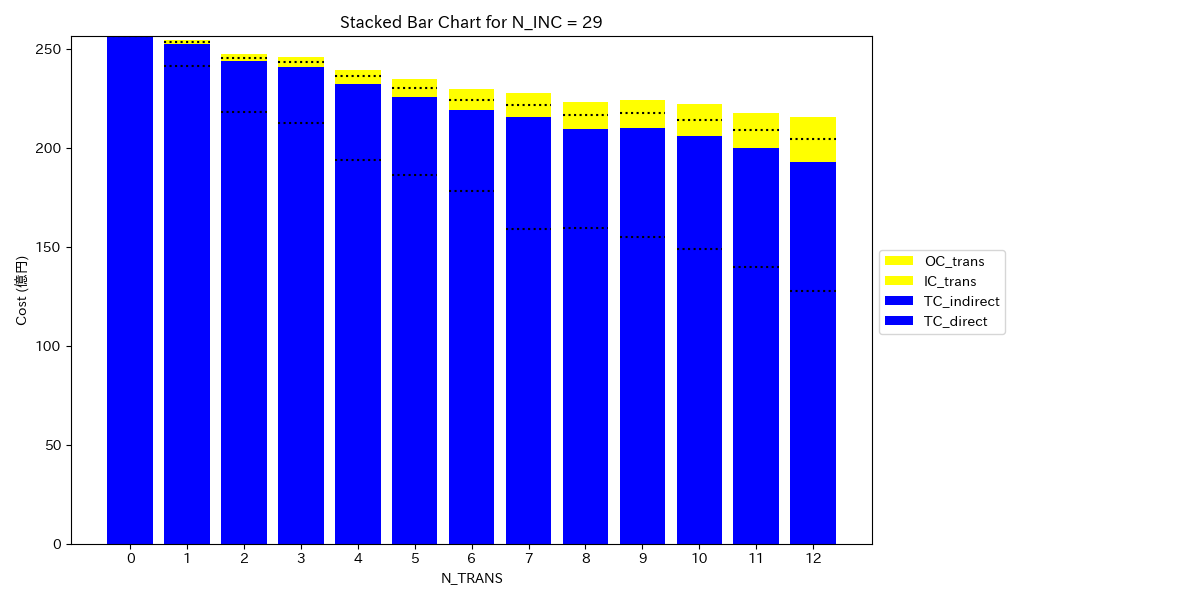 Stacked Bar Chart for N_INC = 29
Cost (億円)
250
200
150
100
50
0
0 1 2 3 4 5 6 7 8 9 10 11 12
N_TRANS
OC_trans
IC_trans
TC_indirect
TC_direct